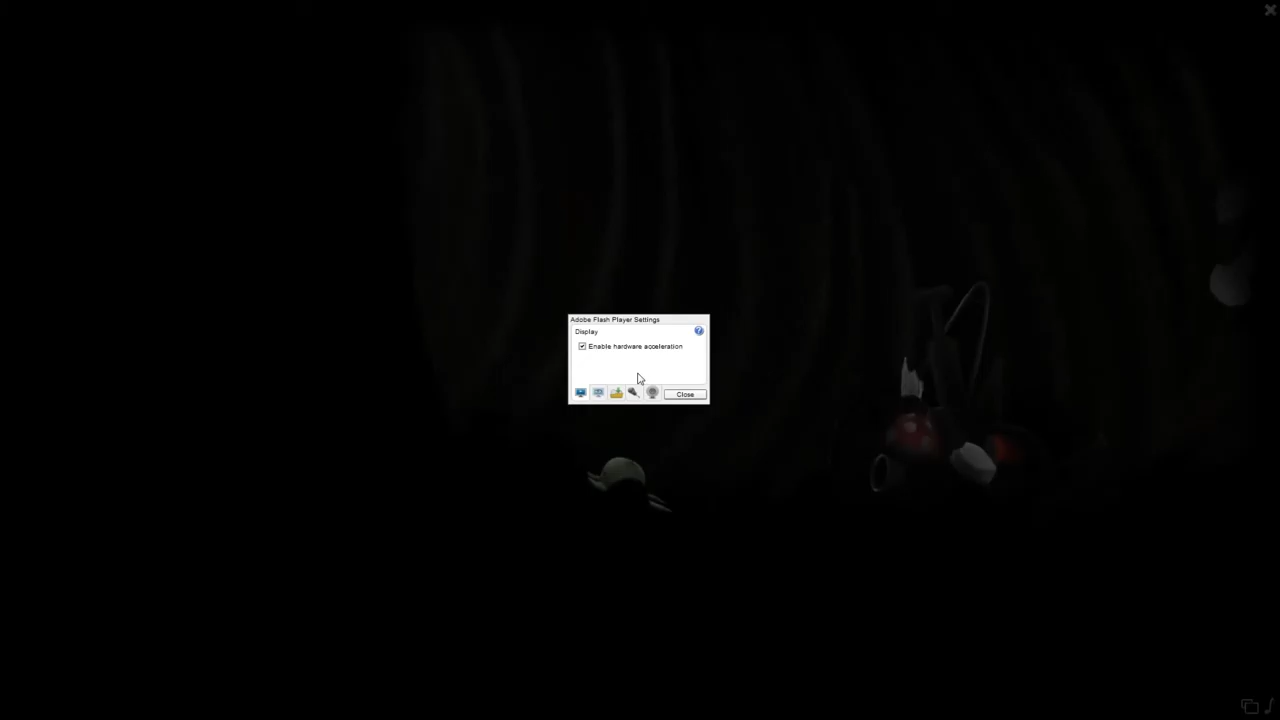 Adobe Flash Player Settings
Display
Enable hardware acceleration
Close